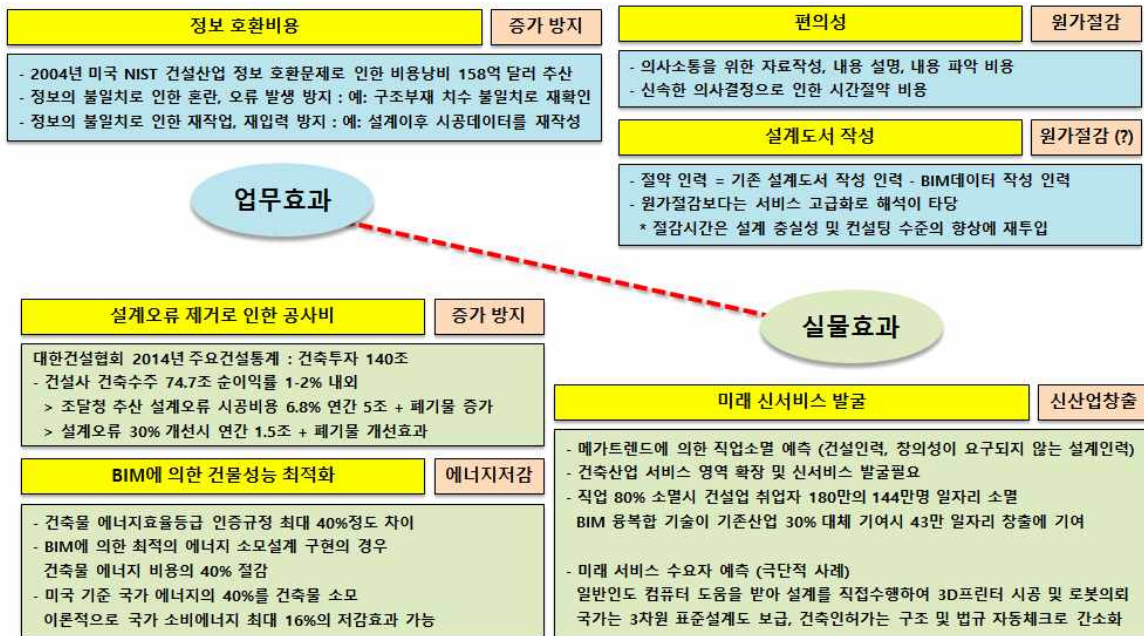 정보 호환비용
증가 방지
- 2004년 미국 NIST 건설산업 정보 호환문제로 인한 비용낭비 158억 달러 추산
- 정보의 불일치로 인한 혼란, 오류 발생 방지 : 예: 구조부재 치수 불일치로 재확인
- 정보의 불일치로 인한 재작업, 재입력 방지 : 예: 설계이후 시공데이터를 재작성
편의성
원가절감
- 의사소통을 위한 자료작성, 내용 설명, 내용 파악 비용
- 신속한 의사결정으로 인한 시간절약 비용
설계도서 작성
원가절감 (?)
- 절약 인력 = 기존 설계도서 작성 인력 - BIM데이터 작성 인력
- 원가절감보다는 서비스 고급화로 해석이 타당
* 절감시간은 설계 충실성 및 컨설팅 수준의 향상에 재투입
업무효과
실물효과
설계오류 제거로 인한 공사비
증가 방지
대한건설협회 2014년 주요건설통계 : 건축투자 140조
- 건설사 건축수주 74.7조 순이익률 1-2% 내외
> 조달청 추산 설계오류 시공비용 6.8% 연간 5조 + 폐기물 증가
> 설계오류 30% 개선시 연간 1.5조 + 폐기물 개선효과
BIM에 의한 건물성능 최적화
에너지저감
- 건축물 에너지효율등급 인증규정 최대 40%정도 차이
- BIM에 의한 최적의 에너지 소모설계 구현의 경우
건축물 에너지 비용의 40% 절감
- 미국 기준 국가 에너지의 40%를 건축물 소모
이론적으로 국가 소비에너지 최대 16%의 저감효과 가능
미래 신서비스 발굴
신산업창출
- 메가트렌드에 의한 직업소멸 예측 (건설인력, 창의성이 요구되지 않는 설계인력)
- 건축산업 서비스 영역 확장 및 신서비스 발굴필요
- 직업 80% 소멸시 건설업 취업자 180만의 144만명 일자리 소멸
BIM 융복합 기술이 기존산업 30% 대체 기여시 43만 일자리 창출에 기여
- 미래 서비스 수요자 예측 (극단적 사례)
일반인도 컴퓨터 도움을 받아 설계를 직접수행하여 3D프린터 시공 및 로봇의뢰
국가는 3차원 표준설계도 보급, 건축인허가는 구조 및 법규 자동체크로 간소화